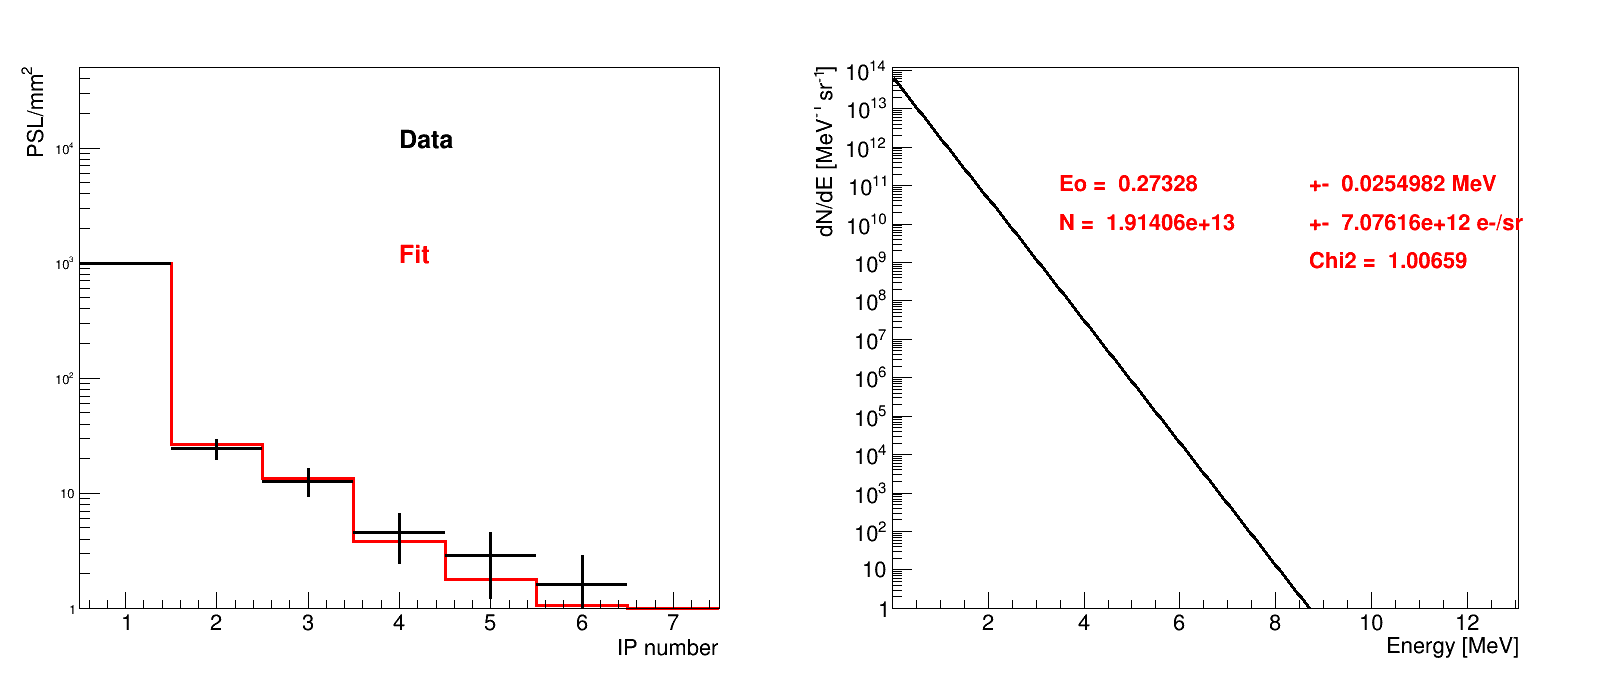 PSL/mm²
10⁴
10³
10²
10
1
Data
Fit
1 2 3 4 5 6 7
IP number
dN/dE [MeV⁻¹ sr⁻¹]
10¹⁴
10¹³
10¹²
10¹¹
10¹⁰
10⁹
10⁸
10⁷
10⁶
10⁵
10⁴
10³
10²
10
1
Eo = 0.27328 +- 0.0254982 MeV
N = 1.91406e+13 +- 7.07616e+12 e-/sr
Chi2 = 1.00659
2 4 6 8 10 12
Energy [MeV]